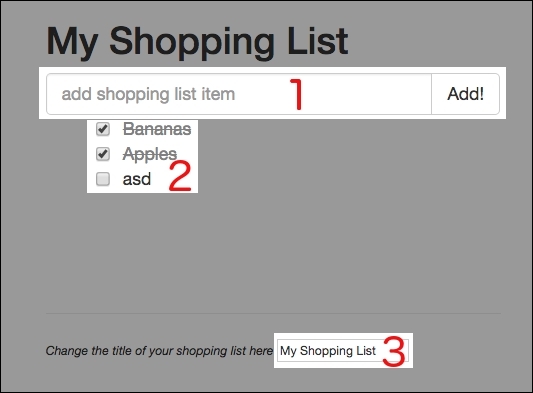 My Shopping List
add shopping list item 1 Add!
Bananas
Apples
asd 2
Change the title of your shopping list here My Shopping List 3